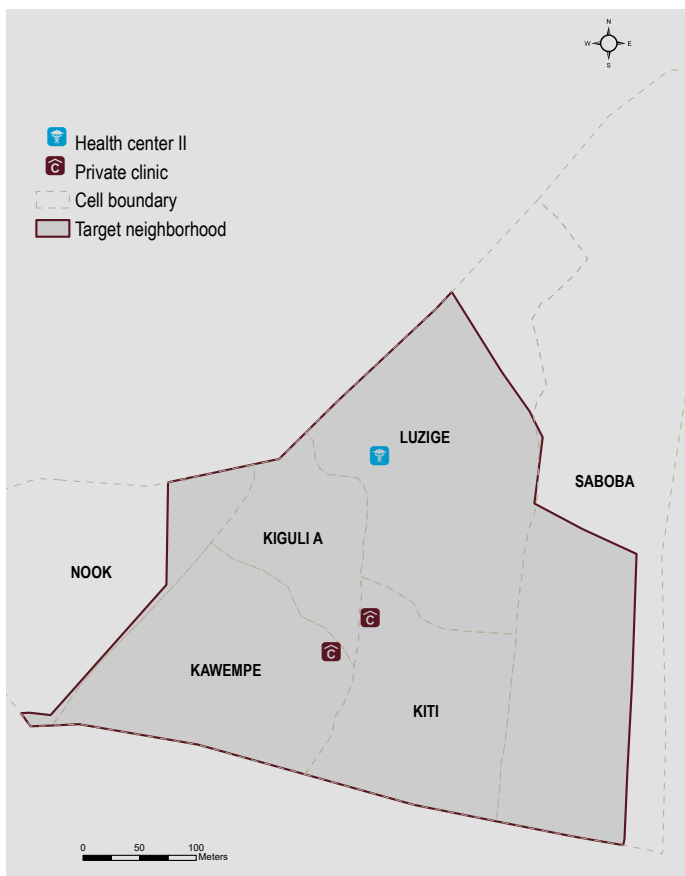 N
W E
S
Health center II
C Private clinic
Cell boundary
Target neighborhood
LUZIGE
SABOBA
KIGULI A
NOOK
C
C
KAWEMPE
KITI
0 50 100
Meters